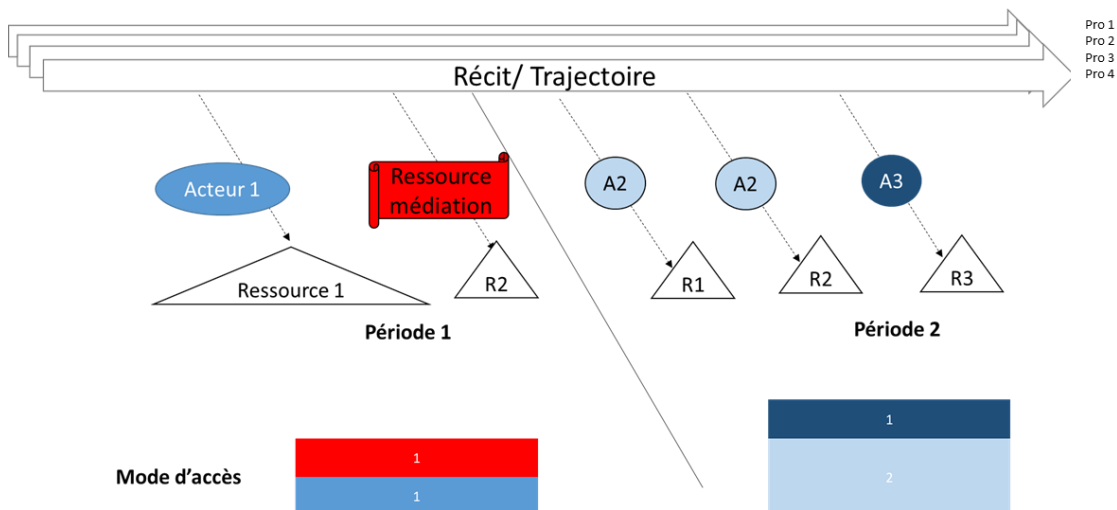 Pro 1
Pro 2
Pro 3
Pro 4
Récit/ Trajectoire
Acteur 1
Ressource
médiation
A2
A2
A3
Ressource 1
R2
R1
R2
R3
Période 1
Période 2
Mode d'accès
1
1
1
2